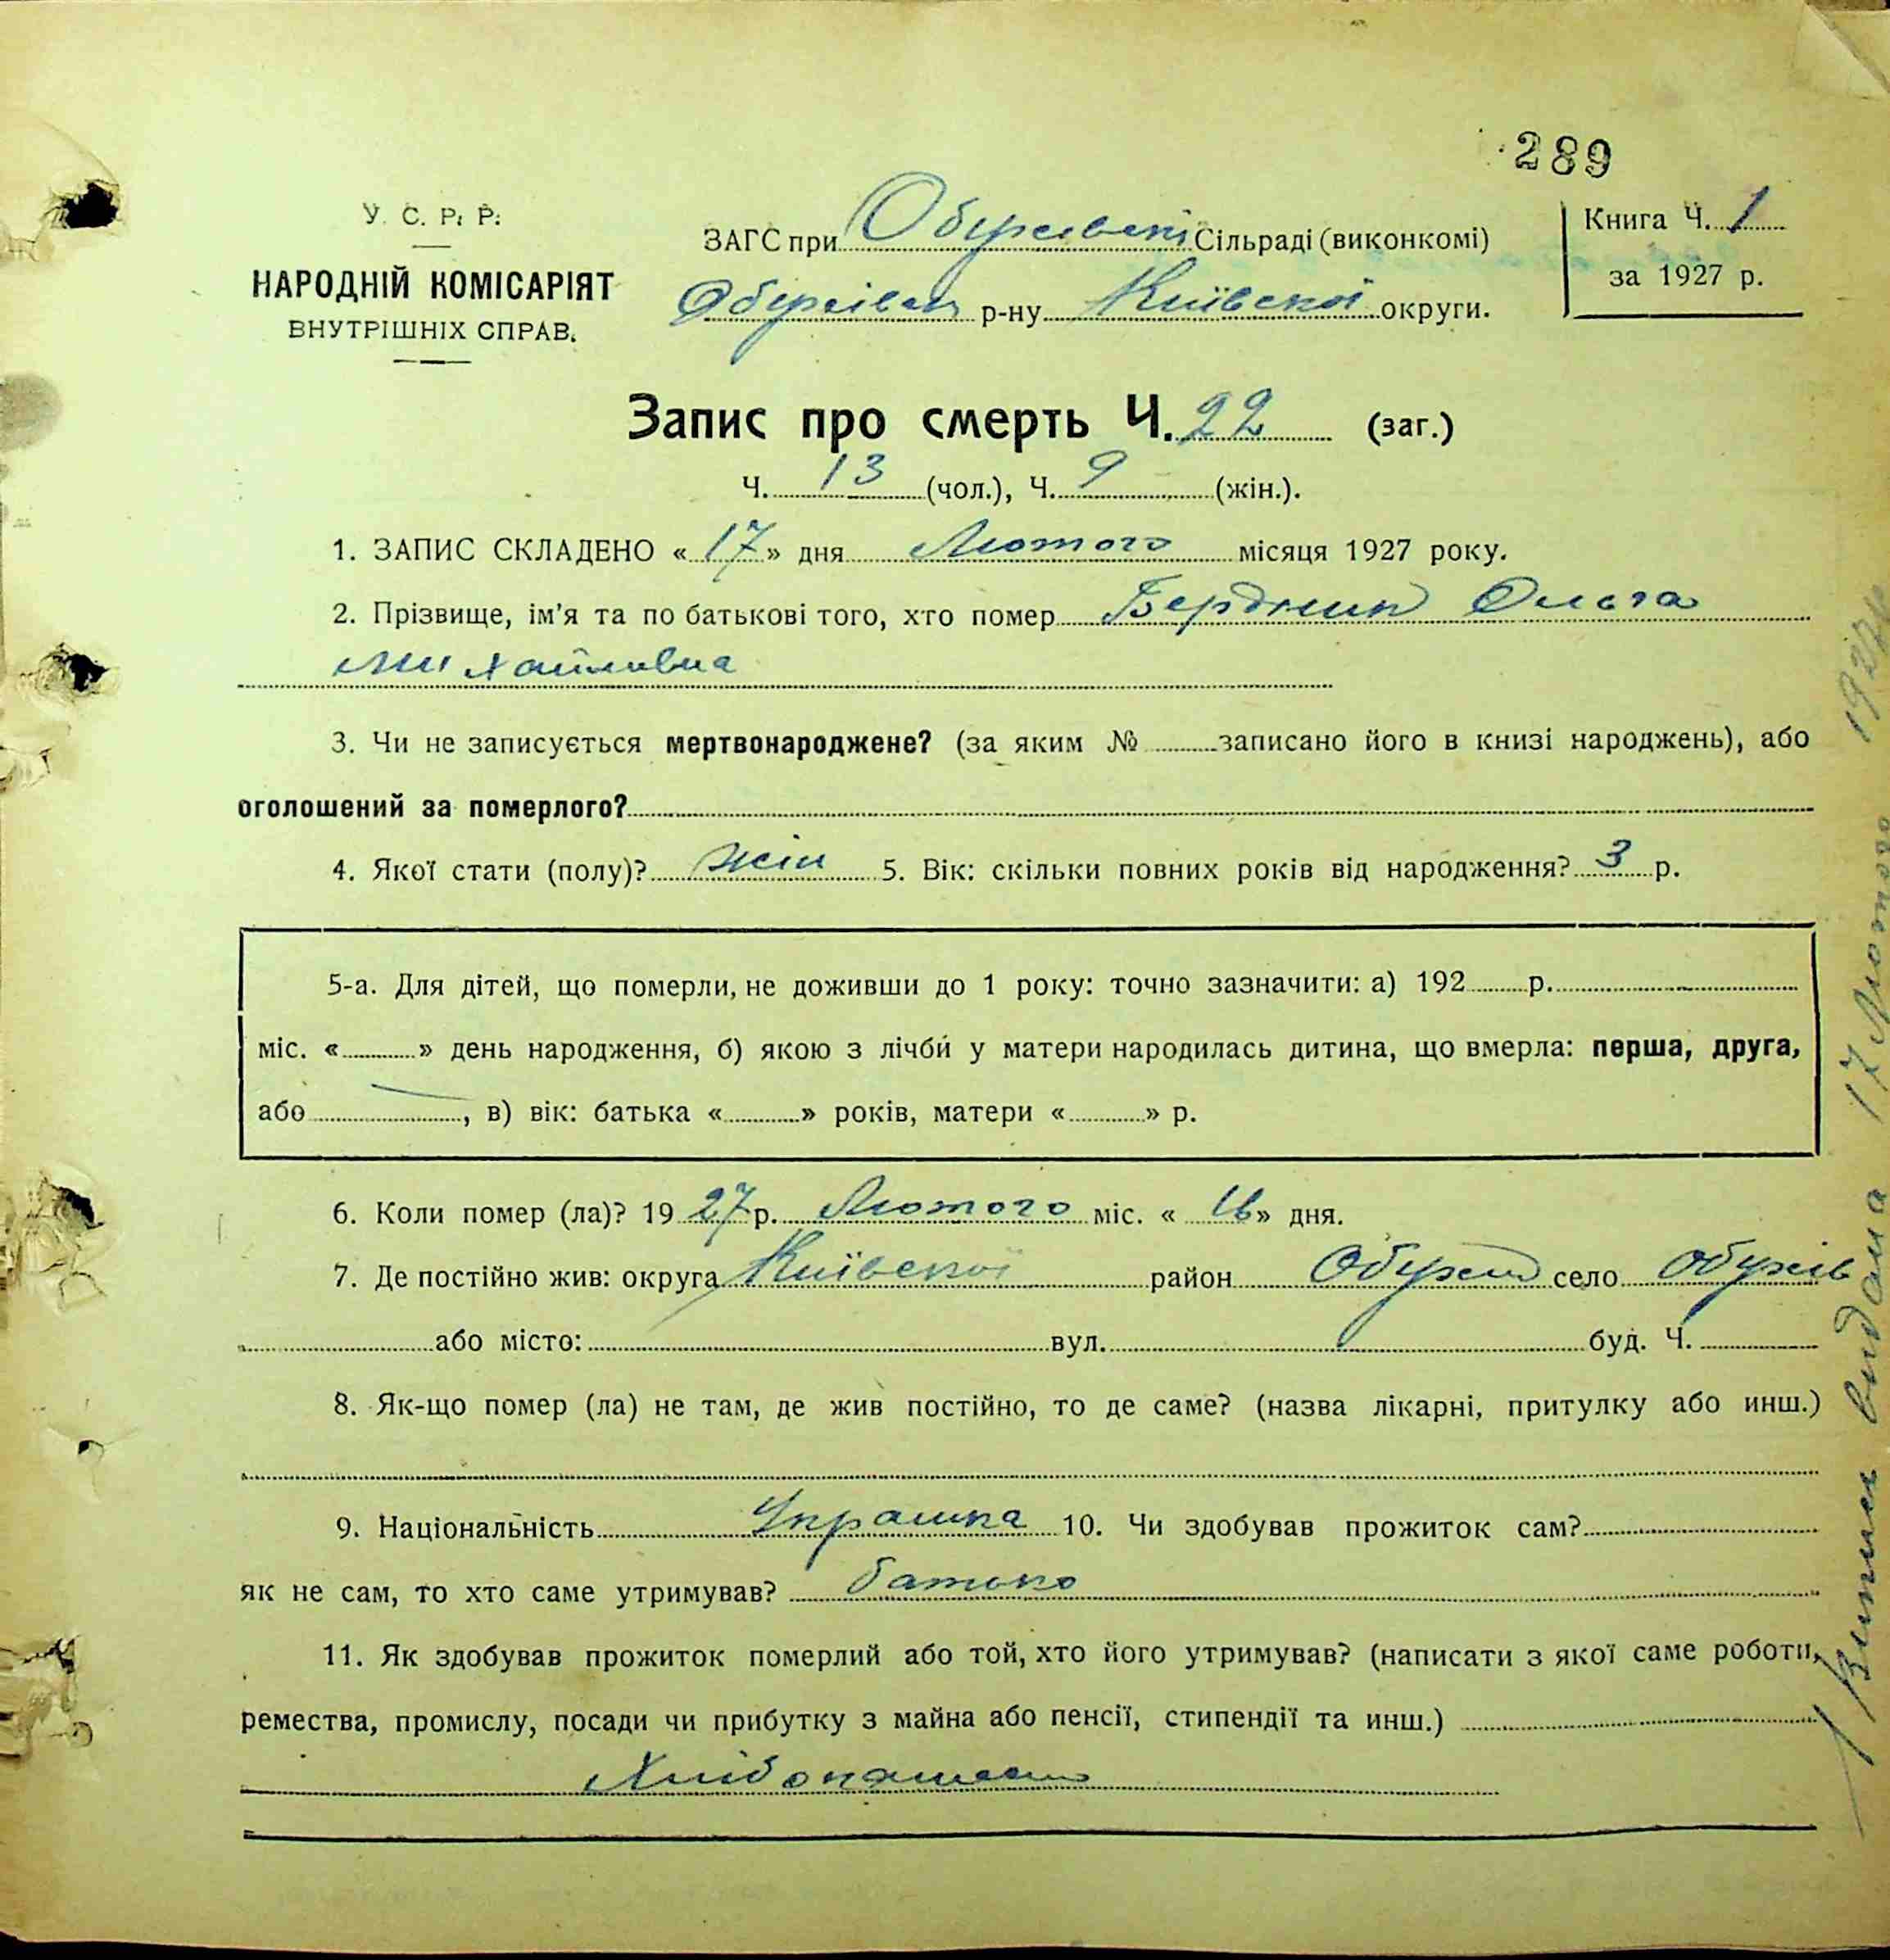 289
У. С. Р. Р.
НАРОДНІЙ КОМІСАРІЯТ
ВНУТРІШНІХ СПРАВ.
ЗАГС при Обухівській Сільраді (виконкомі)
р-ну Київської округи.
Книга Ч. 1
за 1927 р.
Запис про смерть Ч. 22 (заг.)
Ч. 13 (чол.), Ч. 9 (жін.).
1. ЗАПИС СКЛАДЕНО « 17 » дня Лютого місяця 1927 року.
2. Прізвище, ім'я та по батькові того, хто помер Бердник Ольга
Михайлівна
3. Чи не записується мертвонароджене? (за яким № записано його в книзі народжень), або
оголошений за померлого?
4. Якої стати (полу)? жін 5. Вік: скільки повних років від народження? 3 р.
5-а. Для дітей, що померли, не доживши до 1 року: точно зазначити: а) 192 р.
міс. « » день народження, б) якою з лічби у матери народилась дитина, що вмерла: перша, друга,
або , в) вік: батька « » років, матери « » р.
6. Коли помер (ла)? 19 27 р. Лютого міс. « 16 » дня.
7. Де постійно жив: округа Київської район село Обухів
або місто: вул. буд. Ч.
8. Як-що помер (ла) не там, де жив постійно, то де саме? (назва лікарні, притулку або инш.)
9. Національність 10. Чи здобував прожиток сам?
як не сам, то хто саме утримував? батько
11. Як здобував прожиток померлий або той, хто його утримував? (написати з якої саме роботи,
ремества, промислу, посади чи прибутку з майна або пенсії, стипендії та инш.)
Витяг видана 17 Лютого 1927р